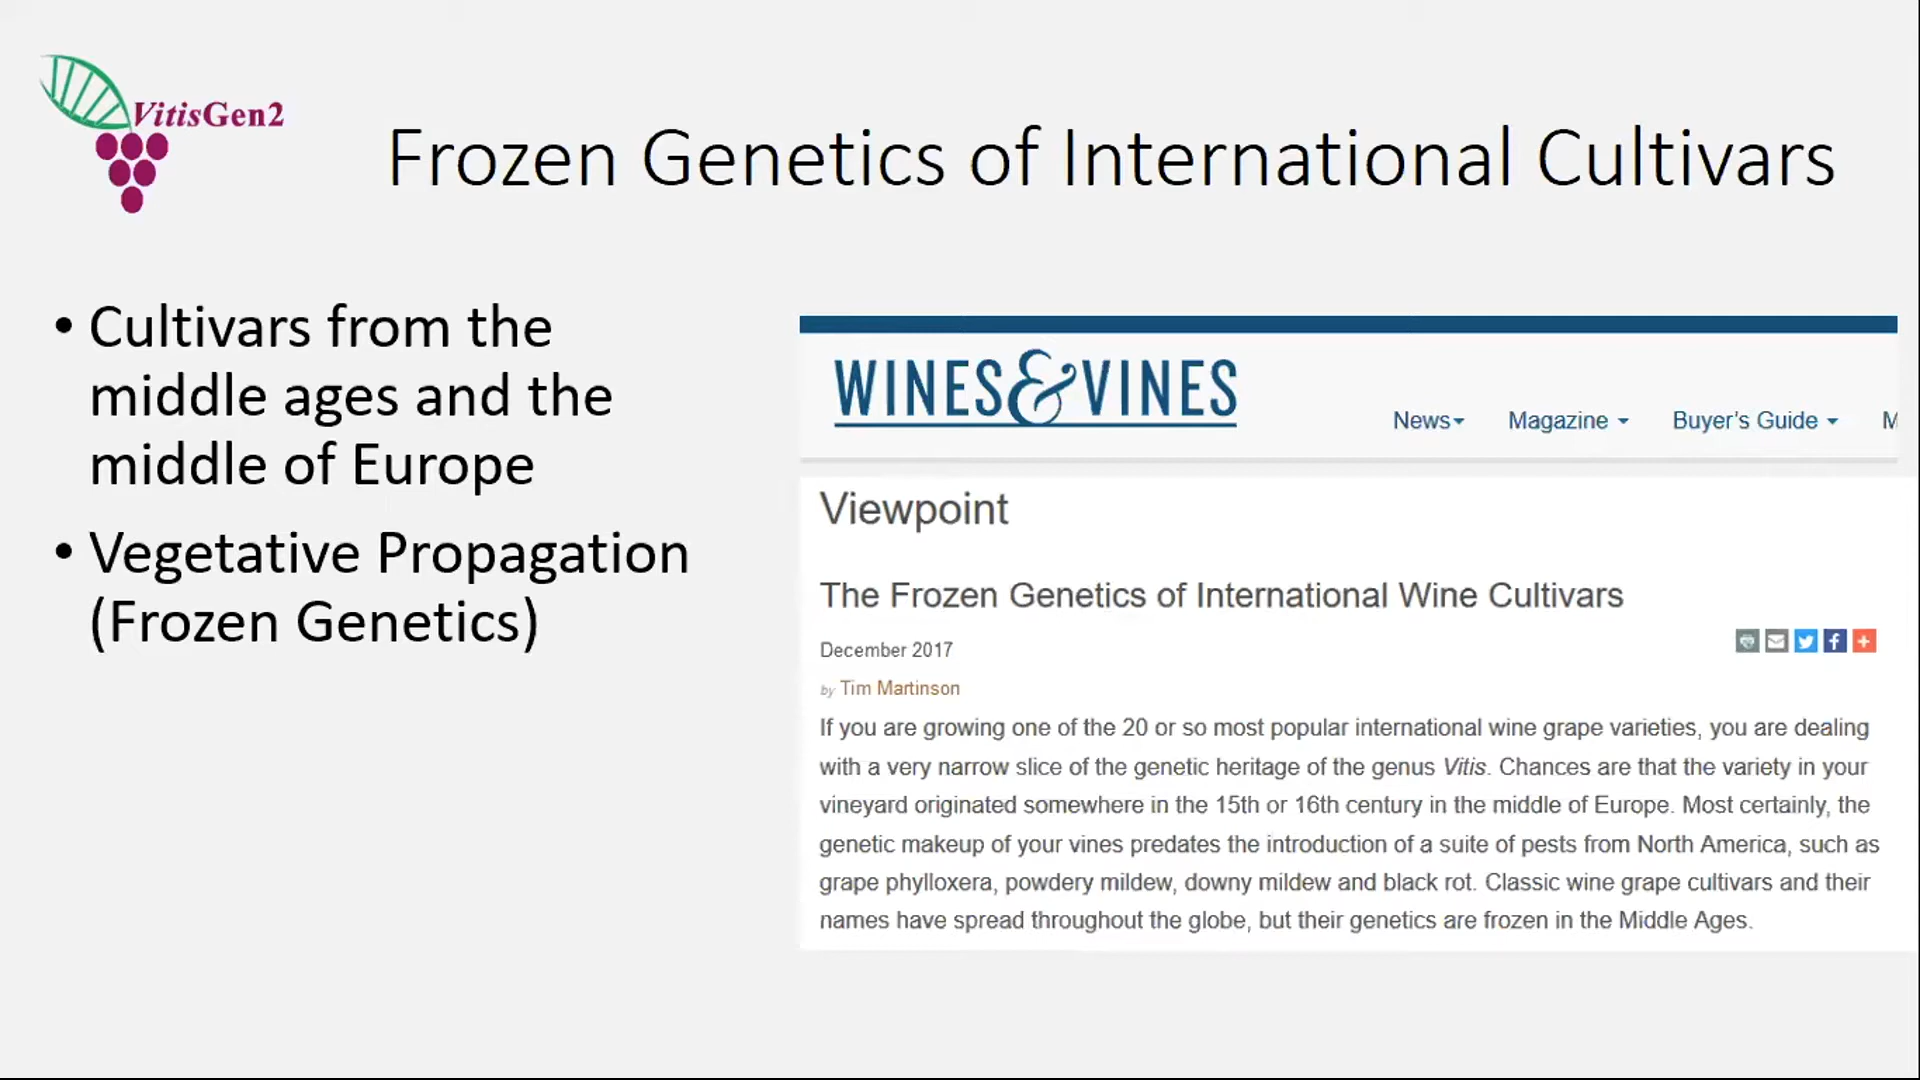 VitisGen2
Frozen Genetics of International Cultivars
• Cultivars from the
middle ages and the
middle of Europe
• Vegetative Propagation
(Frozen Genetics)
WINES&VINES
News Magazine Buyer's Guide M
Viewpoint
The Frozen Genetics of International Wine Cultivars
December 2017
by Tim Martinson
If you are growing one of the 20 or so most popular international wine grape varieties, you are dealing
with a very narrow slice of the genetic heritage of the genus Vitis. Chances are that the variety in your
vineyard originated somewhere in the 15th or 16th century in the middle of Europe. Most certainly, the
genetic makeup of your vines predates the introduction of a suite of pests from North America, such as
grape phylloxera, powdery mildew, downy mildew and black rot. Classic wine grape cultivars and their
names have spread throughout the globe, but their genetics are frozen in the Middle Ages.